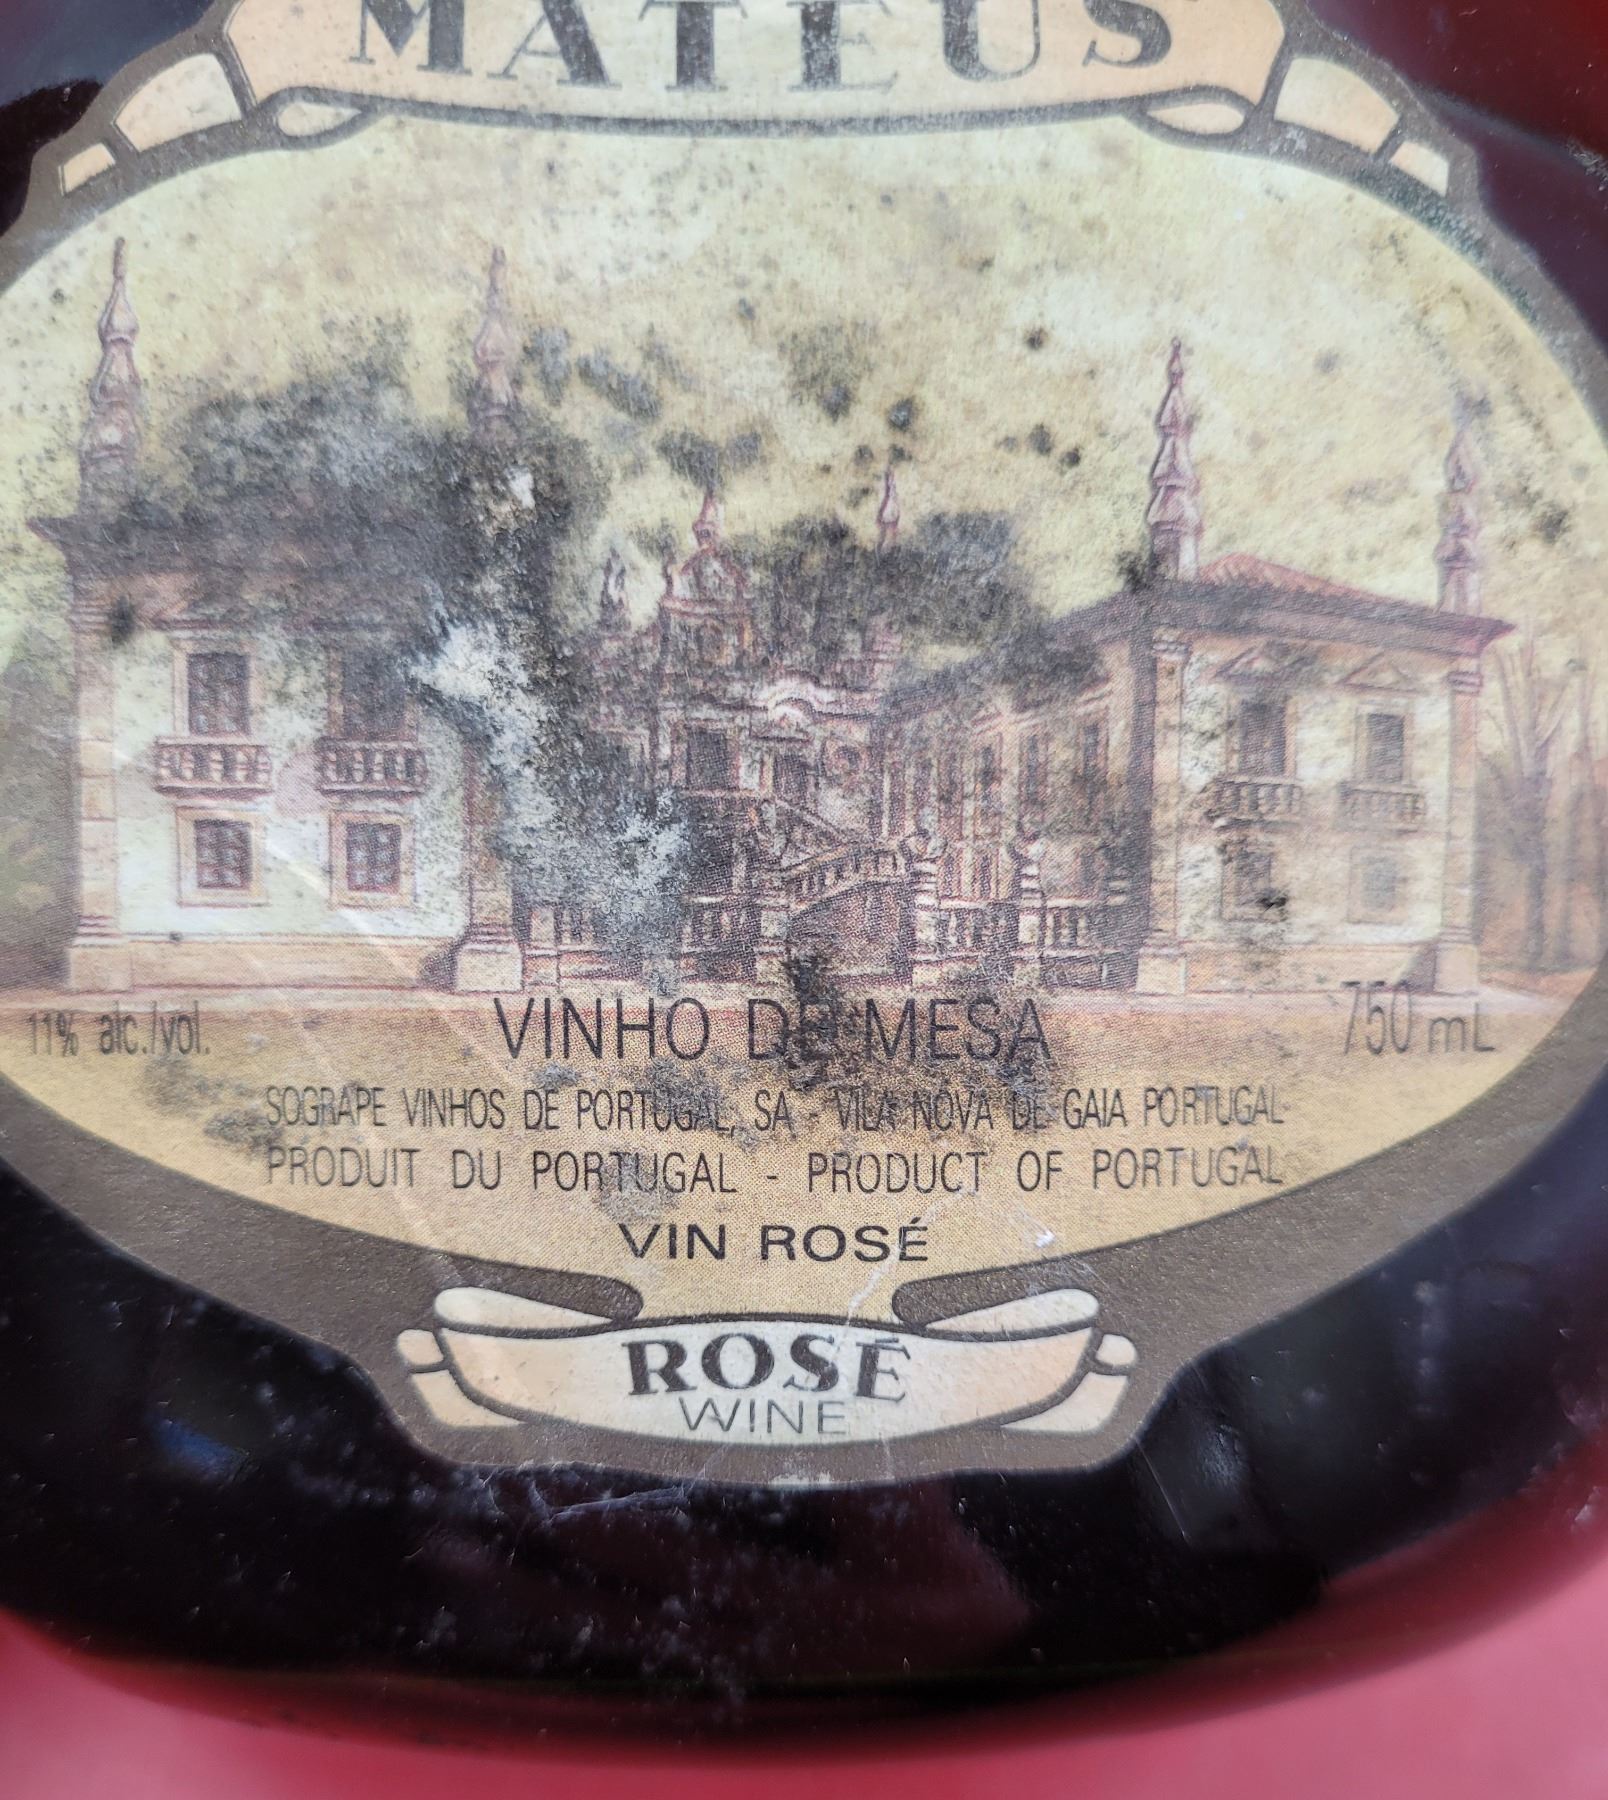 MATEUS
11% alc./vol.
VINHO DE MESA
750 mL
SOGRAPE VINHOS DE PORTUGAL, SA - VILA NOVA DE GAIA PORTUGAL
PRODUIT DU PORTUGAL - PRODUCT OF PORTUGAL
VIN ROSÉ
ROSÉ
WINE